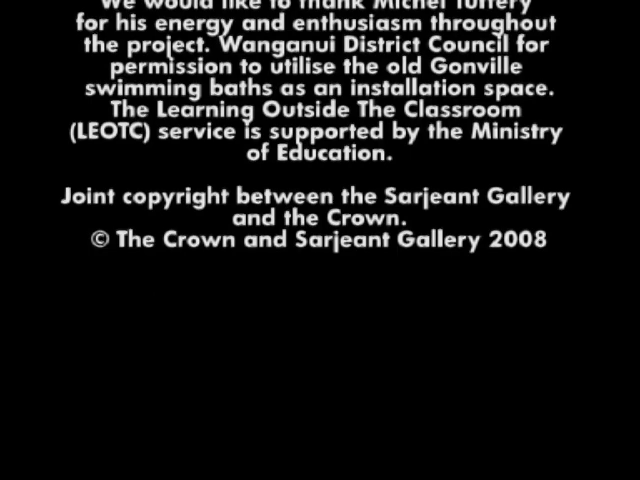 We would like to thank Michel Tuffery
for his energy and enthusiasm throughout
the project. Wanganui District Council for
permission to utilise the old Gonville
swimming baths as an installation space.
The Learning Outside The Classroom
(LEOTC) service is supported by the Ministry
of Education.
Joint copyright between the Sarjeant Gallery
and the Crown.
© The Crown and Sarjeant Gallery 2008